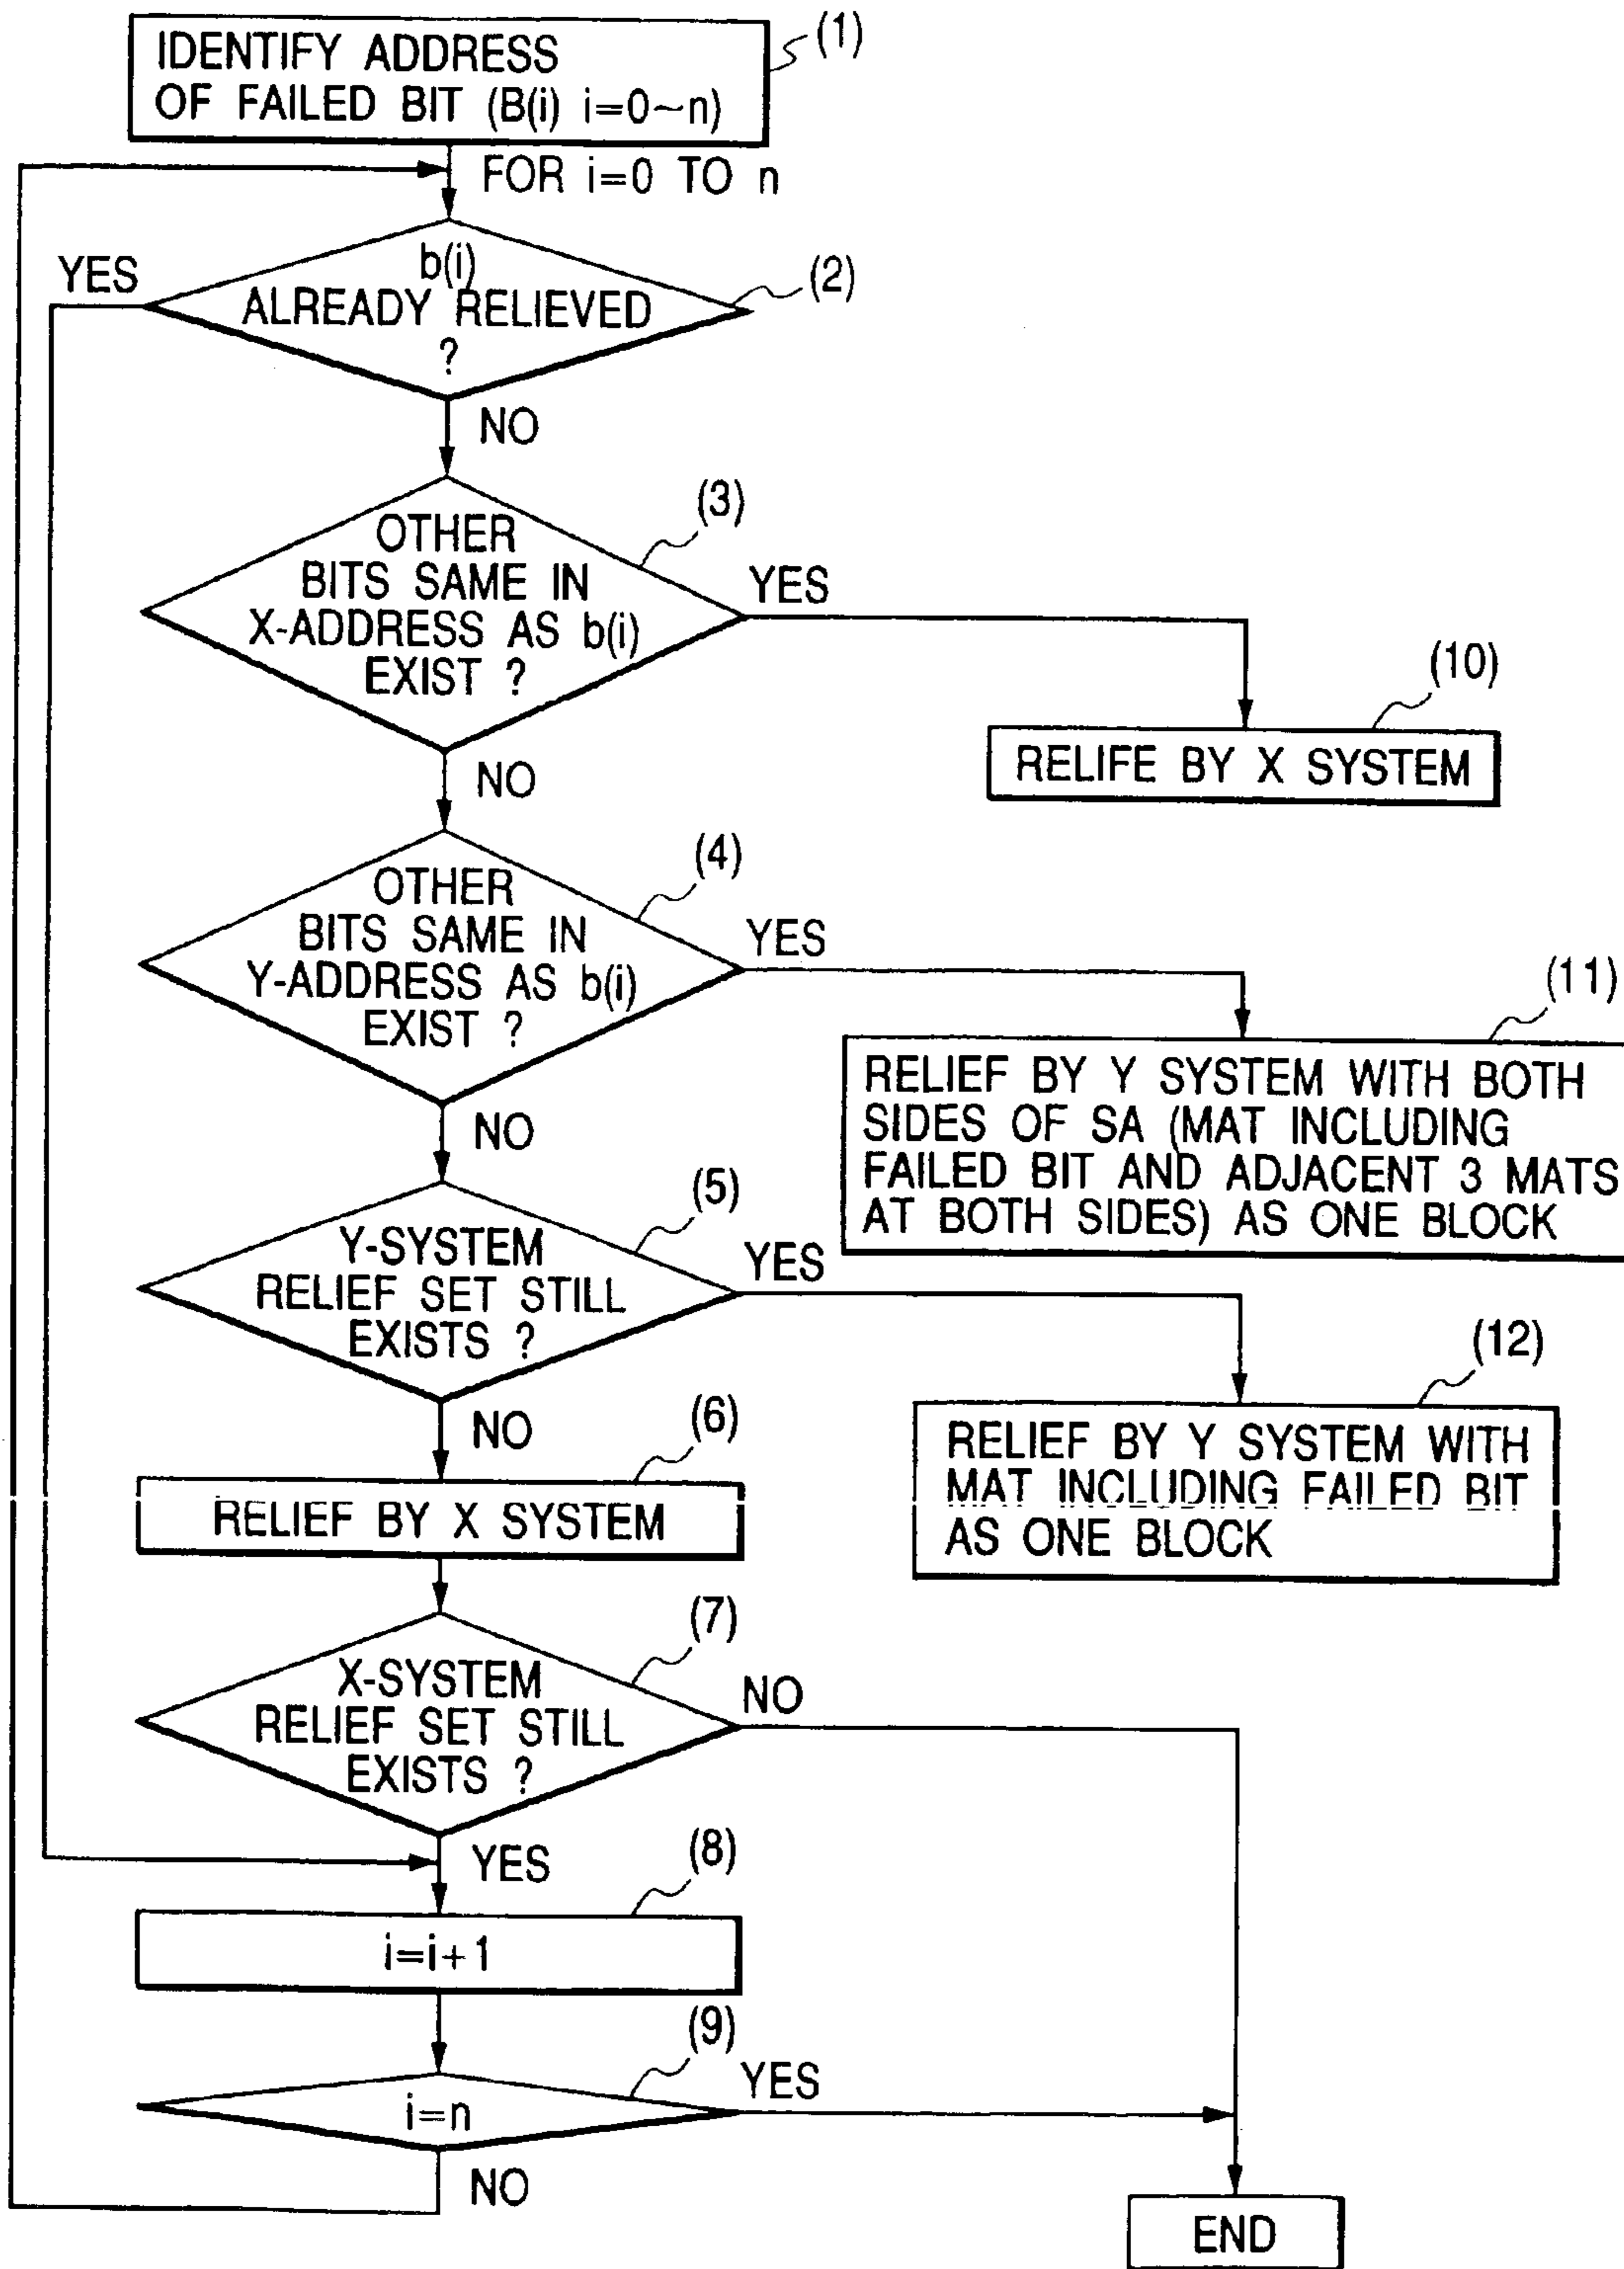 (1)
IDENTIFY ADDRESS
OF FAILED BIT (B(i) i=0~n)
FOR i=0 TO n
YES
b(i)
ALREADY RELIEVED
?
(2)
NO
(3)
OTHER
BITS SAME IN
X-ADDRESS AS b(i)
EXIST ?
YES
(10)
RELIFE BY X SYSTEM
NO
(4)
OTHER
BITS SAME IN
Y-ADDRESS AS b(i)
EXIST ?
YES
(11)
RELIEF BY Y SYSTEM WITH BOTH
SIDES OF SA (MAT INCLUDING
FAILED BIT AND ADJACENT 3 MATS
AT BOTH SIDES) AS ONE BLOCK
NO
(5)
Y-SYSTEM
RELIEF SET STILL
EXISTS ?
YES
(12)
RELIEF BY Y SYSTEM WITH
MAT INCLUDING FAILED BIT
AS ONE BLOCK
NO
(6)
RELIEF BY X SYSTEM
(7)
X-SYSTEM
RELIEF SET STILL
EXISTS ?
NO
YES
(8)
i=i+1
(9)
i=n
YES
NO
END